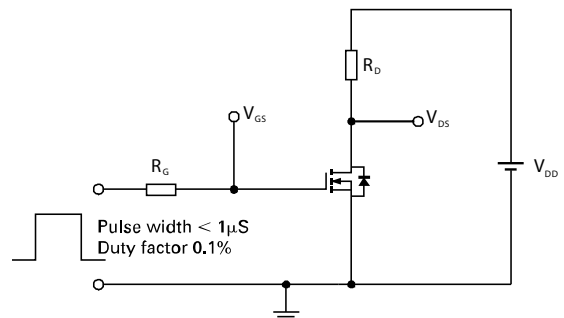 R_D
V_GS
V_DS
R_G
V_DD
Pulse width < 1μS
Duty factor 0.1%